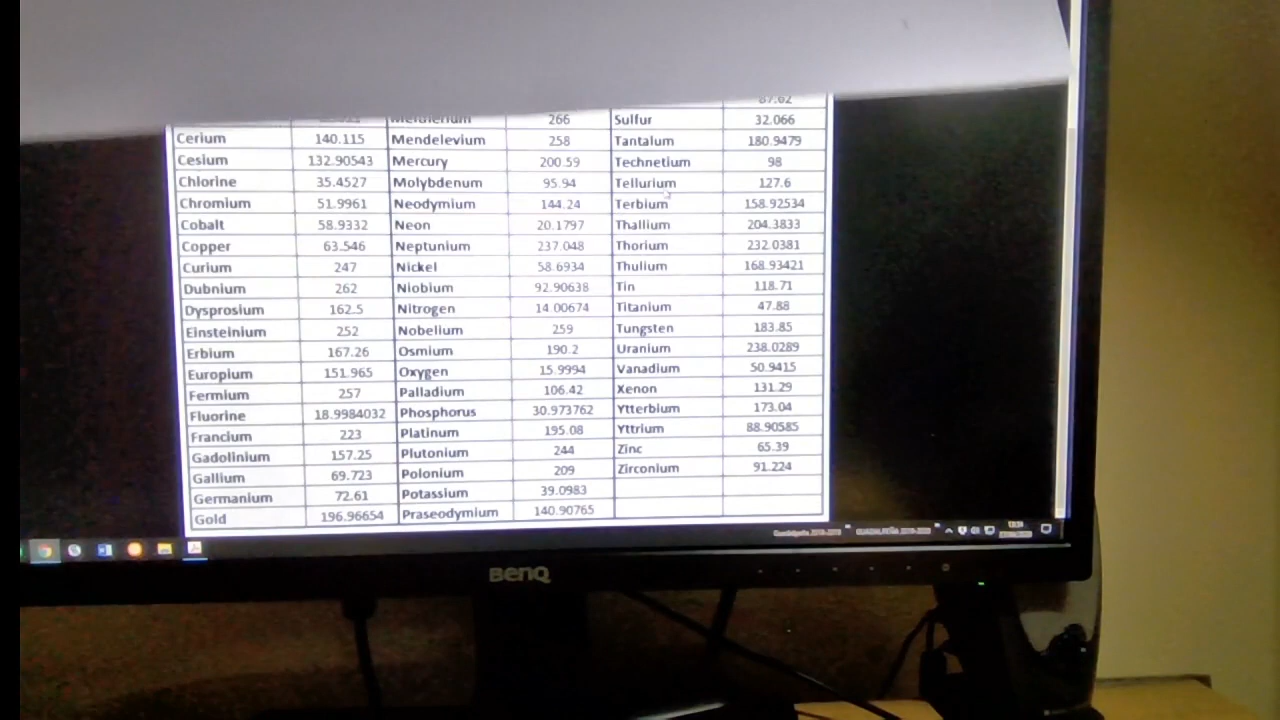 87.62
Meitnerium 266 Sulfur 32.066
Cerium 140.115 Mendelevium 258 Tantalum 180.9479
Cesium 132.90543 Mercury 200.59 Technetium 98
Chlorine 35.4527 Molybdenum 95.94 Tellurium 127.6
Chromium 51.9961 Neodymium 144.24 Terbium 158.92534
Cobalt 58.9332 Neon 20.1797 Thallium 204.3833
Copper 63.546 Neptunium 237.048 Thorium 232.0381
Curium 247 Nickel 58.6934 Thulium 168.93421
Dubnium 262 Niobium 92.90638 Tin 118.71
Dysprosium 162.5 Nitrogen 14.00674 Titanium 47.88
Einsteinium 252 Nobelium 259 Tungsten 183.85
Erbium 167.26 Osmium 190.2 Uranium 238.0289
Europium 151.965 Oxygen 15.9994 Vanadium 50.9415
Fermium 257 Palladium 106.42 Xenon 131.29
Fluorine 18.9984032 Phosphorus 30.973762 Ytterbium 173.04
Francium 223 Platinum 195.08 Yttrium 88.90585
Gadolinium 157.25 Plutonium 244 Zinc 65.39
Gallium 69.723 Polonium 209 Zirconium 91.224
Germanium 72.61 Potassium 39.0983
Gold 196.96654 Praseodymium 140.90765
BenQ